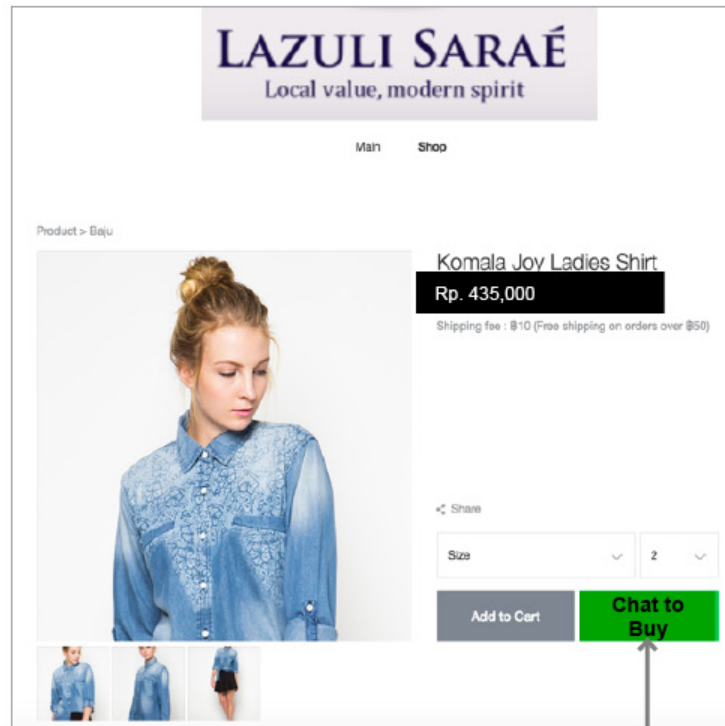 LAZULI SARAÉ
Local value, modern spirit
Main Shop
Product > Baju
Komala Joy Ladies Shirt
Rp. 435,000
Shipping fee : ฿10 (Free shipping on orders over ฿50)
Share
Size 2
Add to Cart
Chat to
Buy